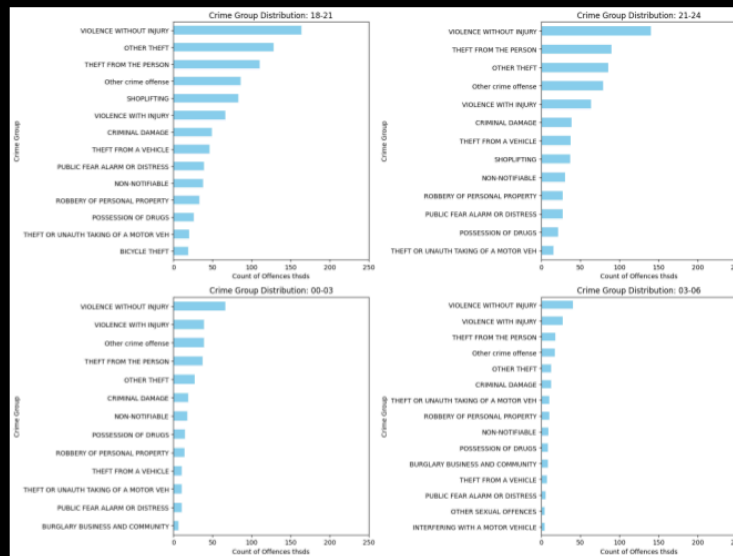 Crime Group Distribution: 18-21
Crime Group
VIOLENCE WITHOUT INJURY
OTHER THEFT
THEFT FROM THE PERSON
Other crime offense
SHOPLIFTING
VIOLENCE WITH INJURY
CRIMINAL DAMAGE
THEFT FROM A VEHICLE
PUBLIC FEAR ALARM OR DISTRESS
NON-NOTIFIABLE
ROBBERY OF PERSONAL PROPERTY
POSSESSION OF DRUGS
THEFT OR UNAUTH TAKING OF A MOTOR VEH
BICYCLE THEFT
0 50 100 150 200 250
Count of Offences thsds
Crime Group Distribution: 21-24
Crime Group
VIOLENCE WITHOUT INJURY
THEFT FROM THE PERSON
OTHER THEFT
Other crime offense
VIOLENCE WITH INJURY
CRIMINAL DAMAGE
THEFT FROM A VEHICLE
SHOPLIFTING
NON-NOTIFIABLE
ROBBERY OF PERSONAL PROPERTY
PUBLIC FEAR ALARM OR DISTRESS
POSSESSION OF DRUGS
THEFT OR UNAUTH TAKING OF A MOTOR VEH
0 50 100 150 200 250
Count of Offences thsds
Crime Group Distribution: 00-03
Crime Group
VIOLENCE WITHOUT INJURY
VIOLENCE WITH INJURY
Other crime offense
THEFT FROM THE PERSON
OTHER THEFT
CRIMINAL DAMAGE
NON-NOTIFIABLE
POSSESSION OF DRUGS
ROBBERY OF PERSONAL PROPERTY
THEFT FROM A VEHICLE
THEFT OR UNAUTH TAKING OF A MOTOR VEH
PUBLIC FEAR ALARM OR DISTRESS
BURGLARY BUSINESS AND COMMUNITY
0 50 100 150 200 250
Count of Offences thsds
Crime Group Distribution: 03-06
Crime Group
VIOLENCE WITHOUT INJURY
VIOLENCE WITH INJURY
THEFT FROM THE PERSON
Other crime offense
OTHER THEFT
CRIMINAL DAMAGE
THEFT OR UNAUTH TAKING OF A MOTOR VEH
ROBBERY OF PERSONAL PROPERTY
NON-NOTIFIABLE
POSSESSION OF DRUGS
BURGLARY BUSINESS AND COMMUNITY
THEFT FROM A VEHICLE
PUBLIC FEAR ALARM OR DISTRESS
OTHER SEXUAL OFFENCES
INTERFERING WITH A MOTOR VEHICLE
0 50 100 150 200 250
Count of Offences thsds